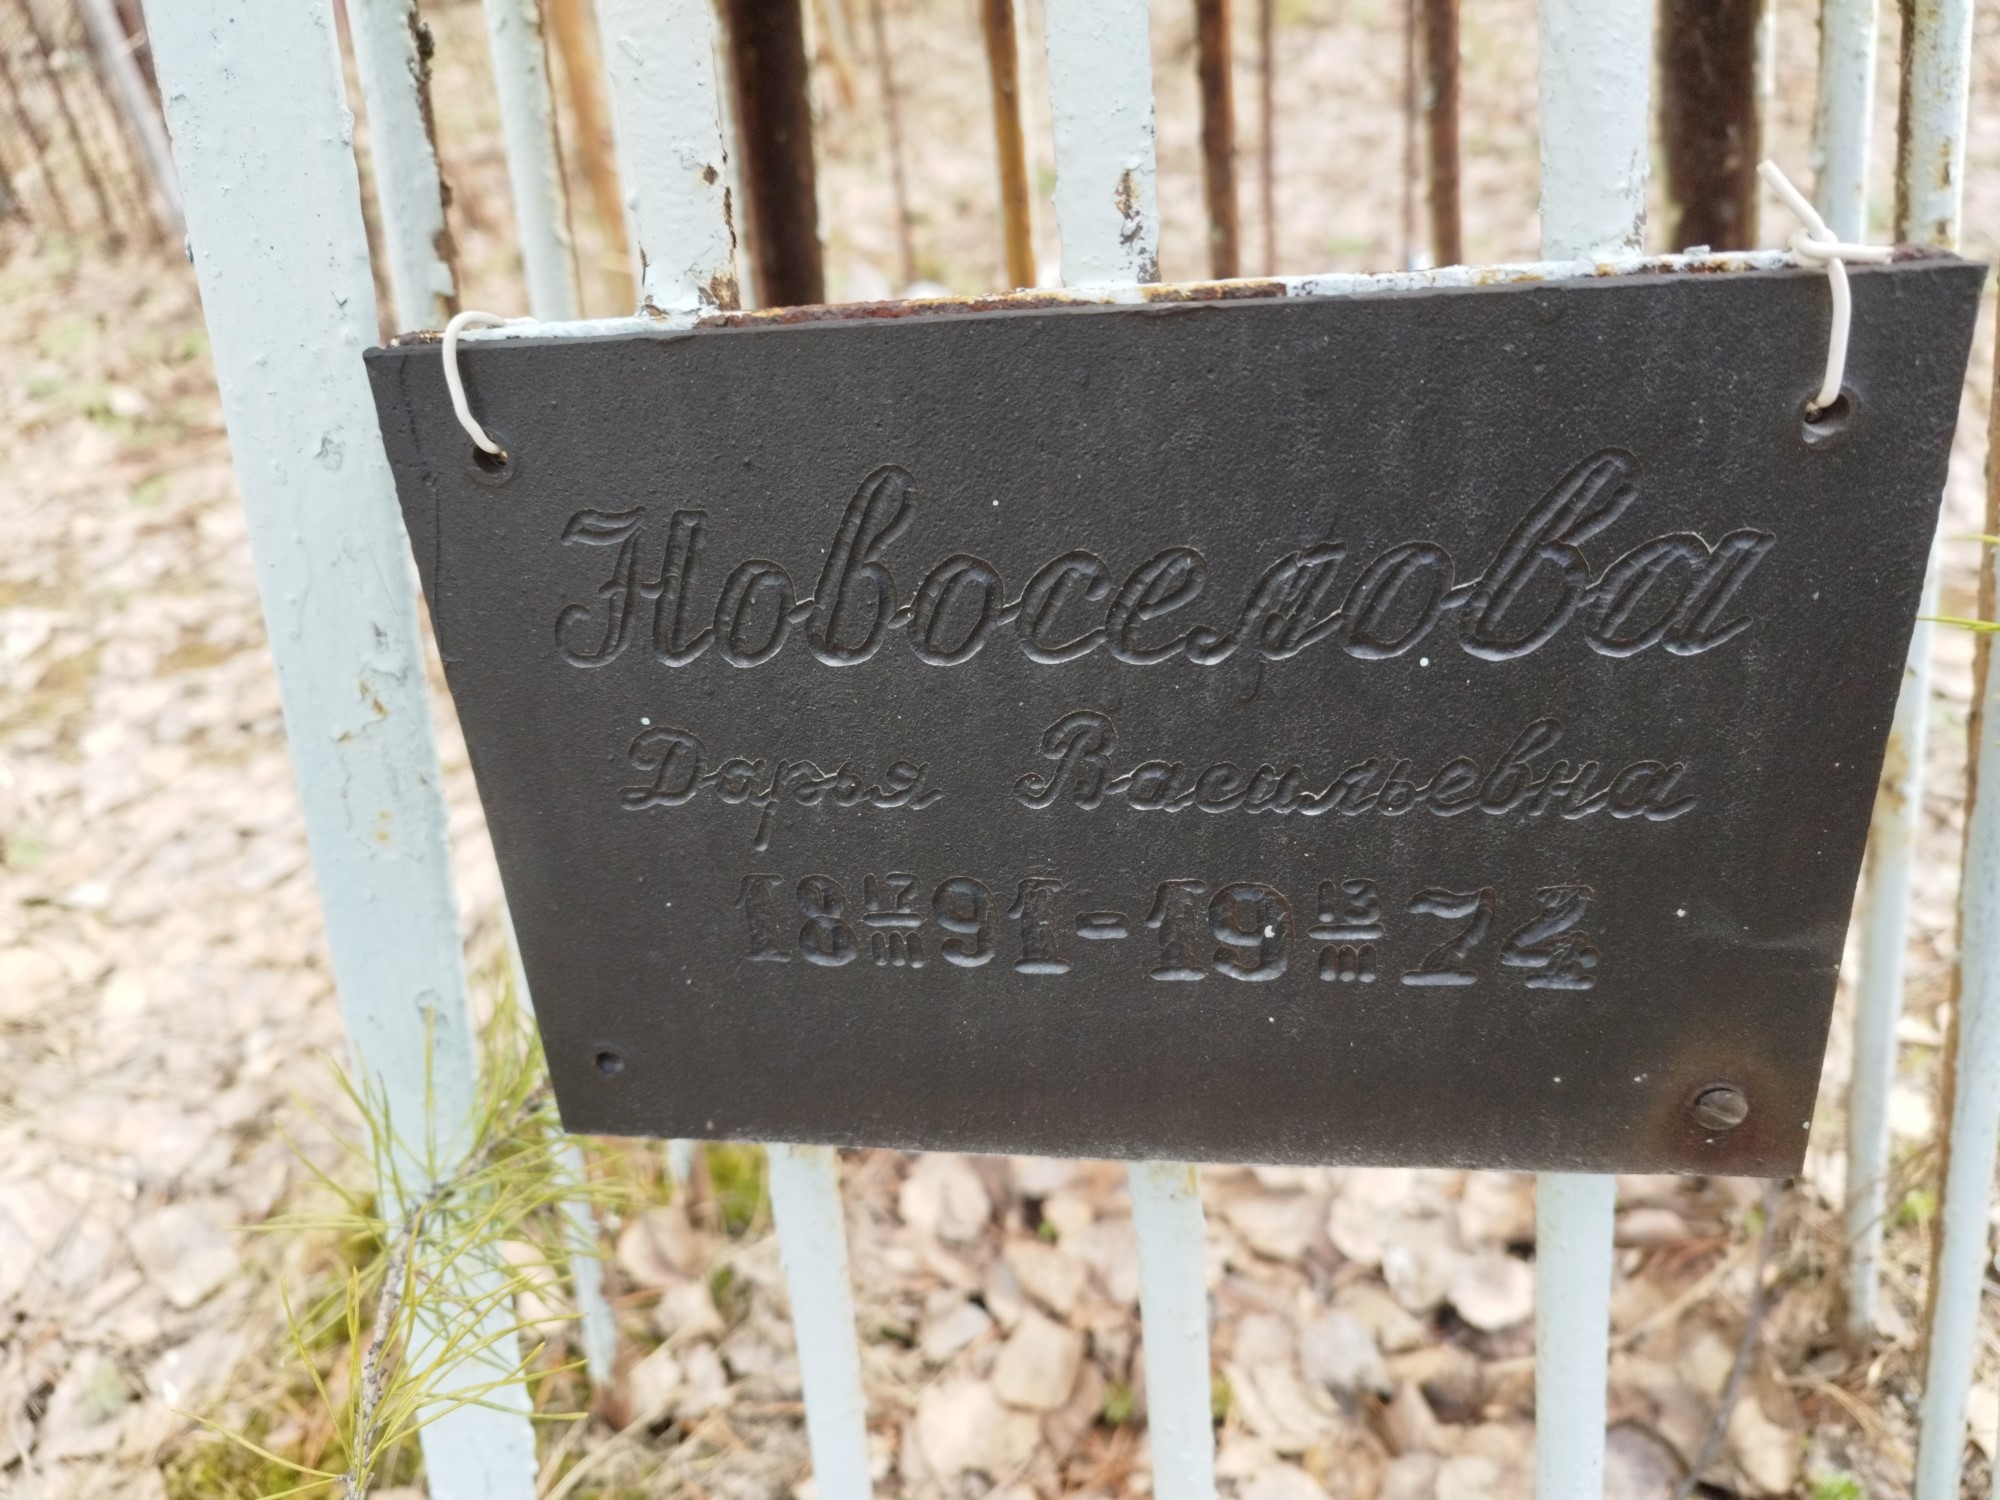 Новоселова
Дарья Васильевна
18 17/III 91 - 19 13/III 74